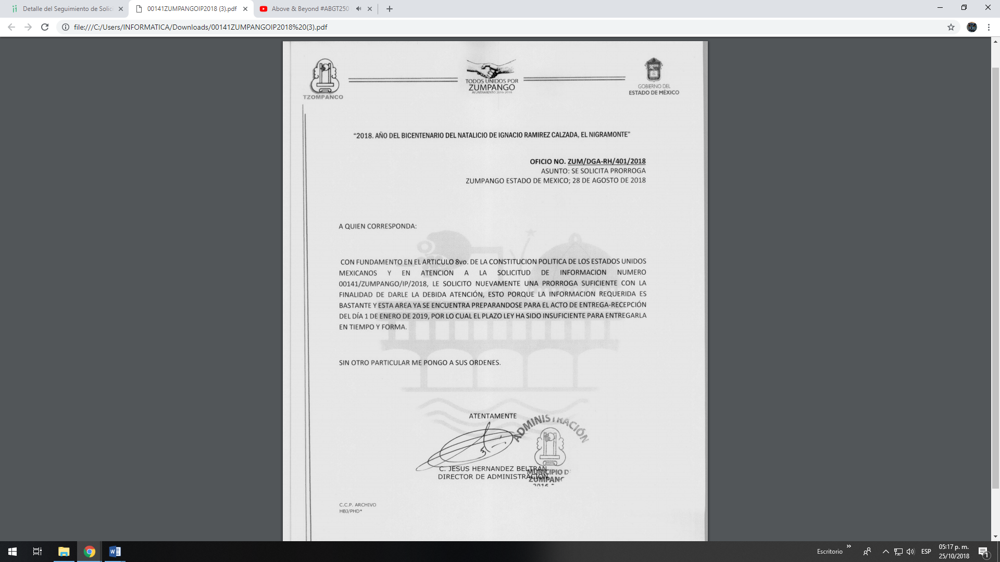 Detalle del Seguimiento de Solici
00141ZUMPANGOIP2018 (3).pdf
Above & Beyond #ABGT250
file:///C:/Users/INFORMATICA/Downloads/00141ZUMPANGOIP2018%20(3).pdf
TZOMPANCO
TODOS UNIDOS POR
ZUMPANGO
AYUNTAMIENTO 2016-2018
GOBIERNO DEL
ESTADO DE MÉXICO
“2018. AÑO DEL BICENTENARIO DEL NATALICIO DE IGNACIO RAMIREZ CALZADA, EL NIGRAMONTE”
OFICIO NO. ZUM/DGA-RH/401/2018
ASUNTO: SE SOLICITA PRORROGA
ZUMPANGO ESTADO DE MEXICO; 28 DE AGOSTO DE 2018
A QUIEN CORRESPONDA:
CON FUNDAMENTO EN EL ARTICULO 8vo. DE LA CONSTITUCION POLITICA DE LOS ESTADOS UNIDOS
MEXICANOS Y EN ATENCION A LA SOLICITUD DE INFORMACION NUMERO
00141/ZUMPANGO/IP/2018, LE SOLICITO NUEVAMENTE UNA PRORROGA SUFICIENTE CON LA
FINALIDAD DE DARLE LA DEBIDA ATENCIÓN, ESTO PORQUE LA INFORMACION REQUERIDA ES
BASTANTE Y ESTA AREA YA SE ENCUENTRA PREPARANDOSE PARA EL ACTO DE ENTREGA-RECEPCIÓN
DEL DÍA 1 DE ENERO DE 2019, POR LO CUAL EL PLAZO LEY HA SIDO INSUFICIENTE PARA ENTREGARLA
EN TIEMPO Y FORMA.
SIN OTRO PARTICULAR ME PONGO A SUS ORDENES.
ATENTAMENTE
ADMINISTRACIÓN
C. JESUS HERNANDEZ BELTRAN
DIRECTOR DE ADMINISTRACION
MUNICIPIO D
ZUMPANG
2016
C.C.P. ARCHIVO
HBJ/PHD*
Escritorio
ESP
05:17 p. m.
25/10/2018
1